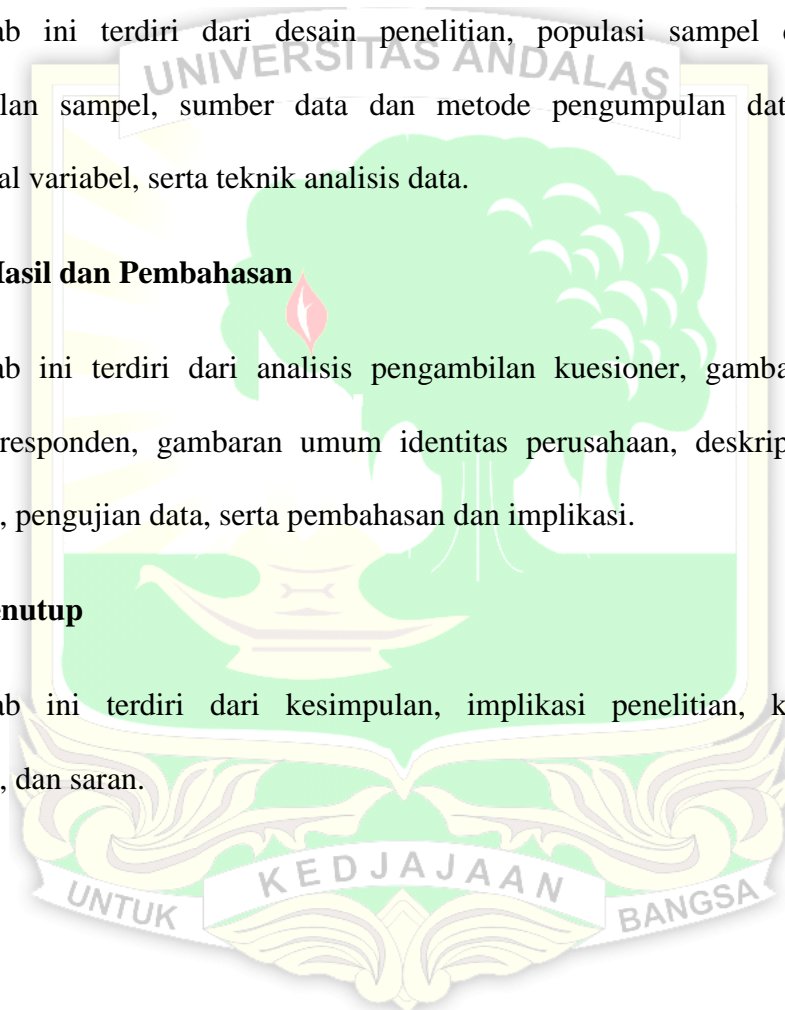 ab ini terdiri dari desain penelitian, populasi sampel
UNIVERSITAS ANDALAS
lan sampel, sumber data dan metode pengumpulan dat
al variabel, serta teknik analisis data.
Hasil dan Pembahasan
ab ini terdiri dari analisis pengambilan kuesioner, gamba
responden, gambaran umum identitas perusahaan, deskrip
, pengujian data, serta pembahasan dan implikasi.
enutup
ab ini terdiri dari kesimpulan, implikasi penelitian, k
, dan saran.
UNTUK KEDJAJAAN BANGSA